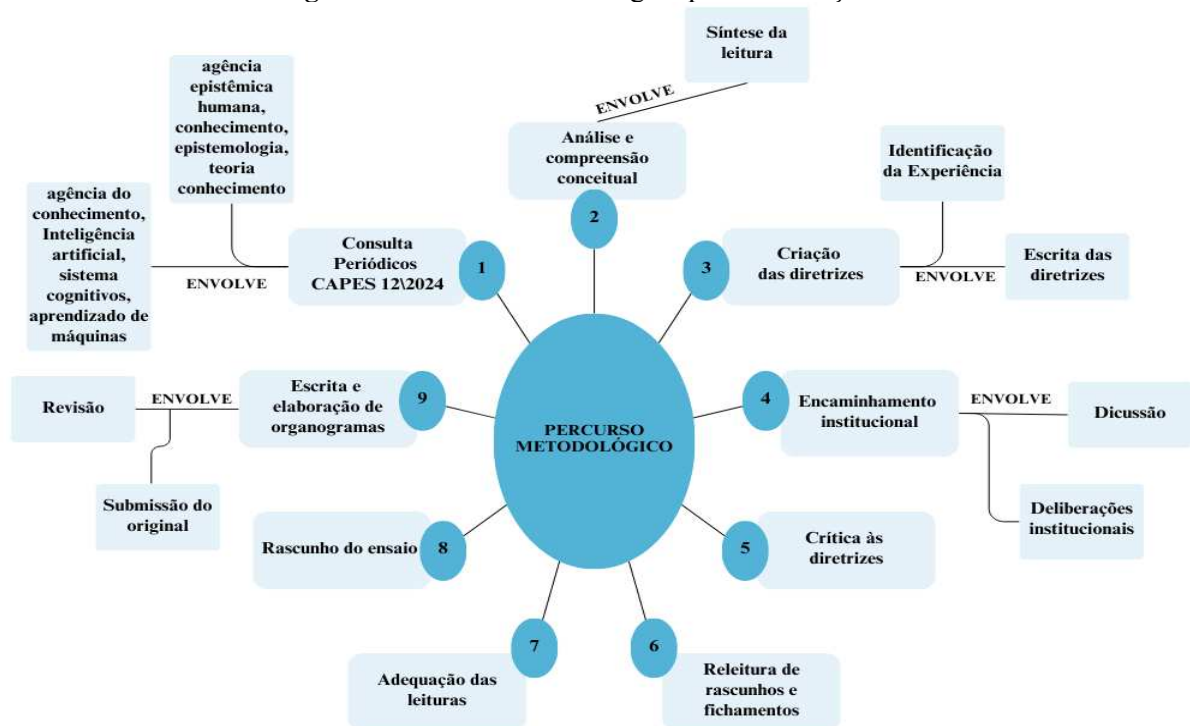 Síntese da
leitura
ENVOLVE
Análise e
compreensão
conceitual
2
agência
epistêmica
humana,
conhecimento,
epistemologia,
teoria
conhecimento
agência do
conhecimento,
Inteligência
artificial,
sistema
cognitivos,
aprendizado de
máquinas
ENVOLVE
Consulta
Periódicos
CAPES 12\2024
1
3
Criação
das diretrizes
Identificação
da Experiência
ENVOLVE
Escrita das
diretrizes
PERCURSO
METODOLÓGICO
4
Encaminhamento
institucional
ENVOLVE
Dicussão
Deliberações
institucionais
5
Crítica às
diretrizes
6
Releitura de
rascunhos e
fichamentos
7
Adequação das
leituras
8
Rascunho do ensaio
9
Escrita e
elaboração de
organogramas
ENVOLVE
Revisão
Submissão do
original